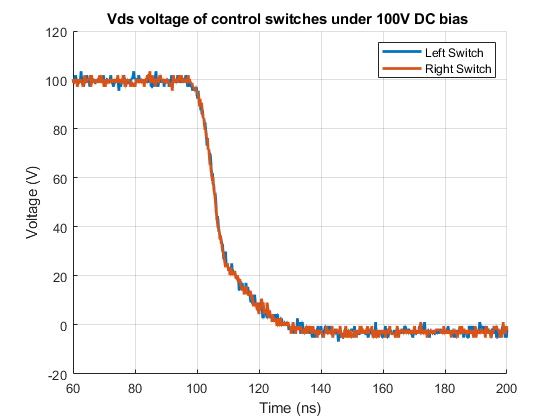 Vds voltage of control switches under 100V DC bias
Left Switch
Right Switch
120
100
80
60
40
20
0
-20
Voltage (V)
60 80 100 120 140 160 180 200
Time (ns)